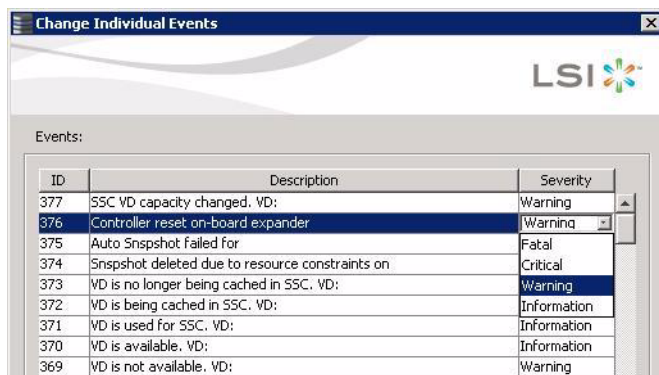 Change Individual Events
LSI
Events:
ID Description Severity
377 SSC VD capacity changed. VD: Warning
376 Controller reset on-board expander Warning
375 Auto Snspshot failed for Fatal
374 Snspshot deleted due to resource constraints on Critical
373 VD is no longer being cached in SSC. VD: Warning
372 VD is being cached in SSC. VD: Information
371 VD is used for SSC. VD: Information
370 VD is available. VD: Information
369 VD is not available. VD: Warning